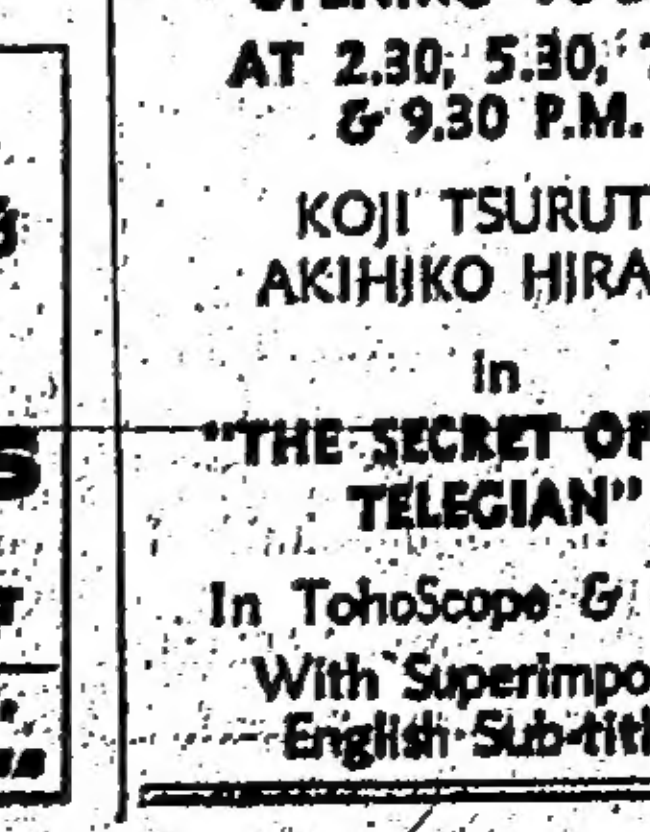 AT 2.30, 5.30,
& 9.30 P.M.
KOJI TSURUT
AKIHIKO HIRA
in
"THE SECRET OF
TELEGIAN"
In TohoScope &
With Superimpo
English Sub-titl
S
T